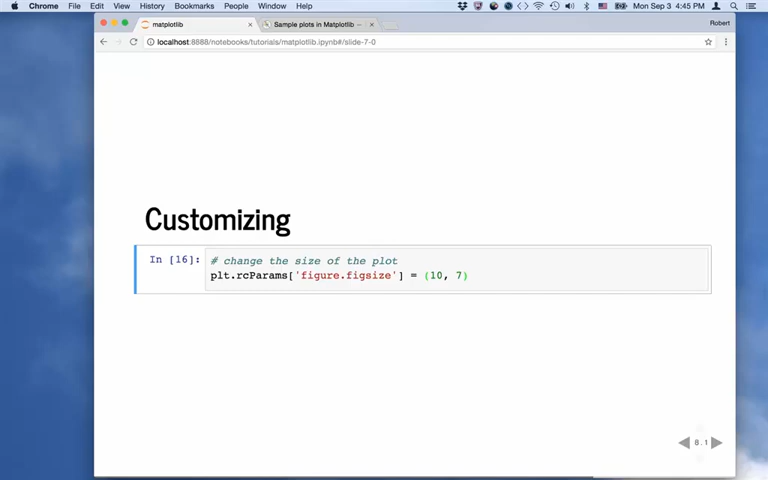 Chrome File Edit View History Bookmarks People Window Help Mon Sep 3 4:45 PM
matplotlib Sample plots in Matplotlib — Robert
localhost:8888/notebooks/tutorials/matplotlib.ipynb#/slide-7-0
Customizing
In [16]: # change the size of the plot
plt.rcParams['figure.figsize'] = (10, 7)
8.1